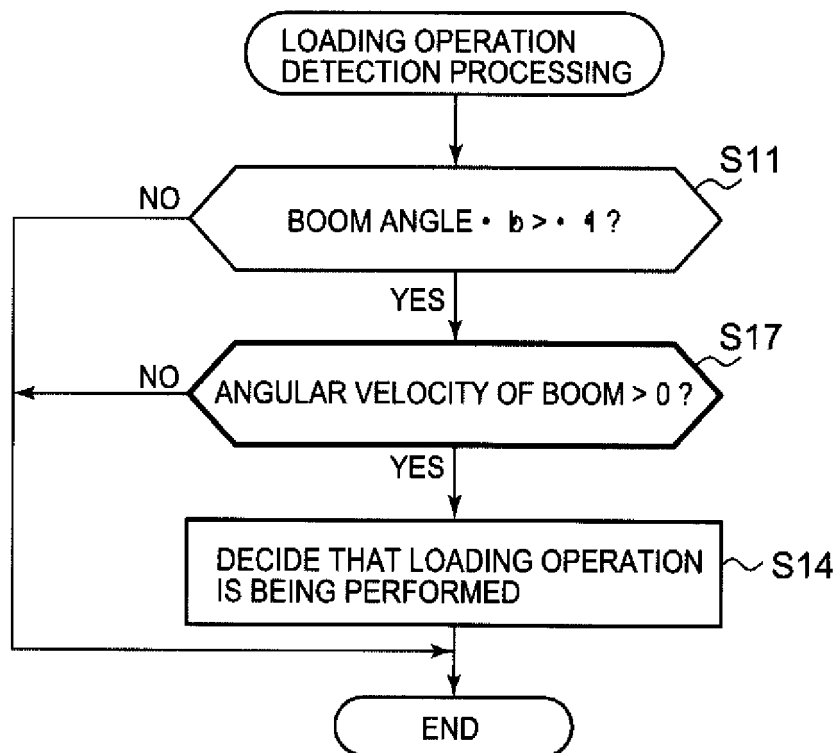 LOADING OPERATION
DETECTION PROCESSING
S11
NO
BOOM ANGLE • b > • 1 ?
YES
S17
NO
ANGULAR VELOCITY OF BOOM > 0 ?
YES
DECIDE THAT LOADING OPERATION
IS BEING PERFORMED
S14
END